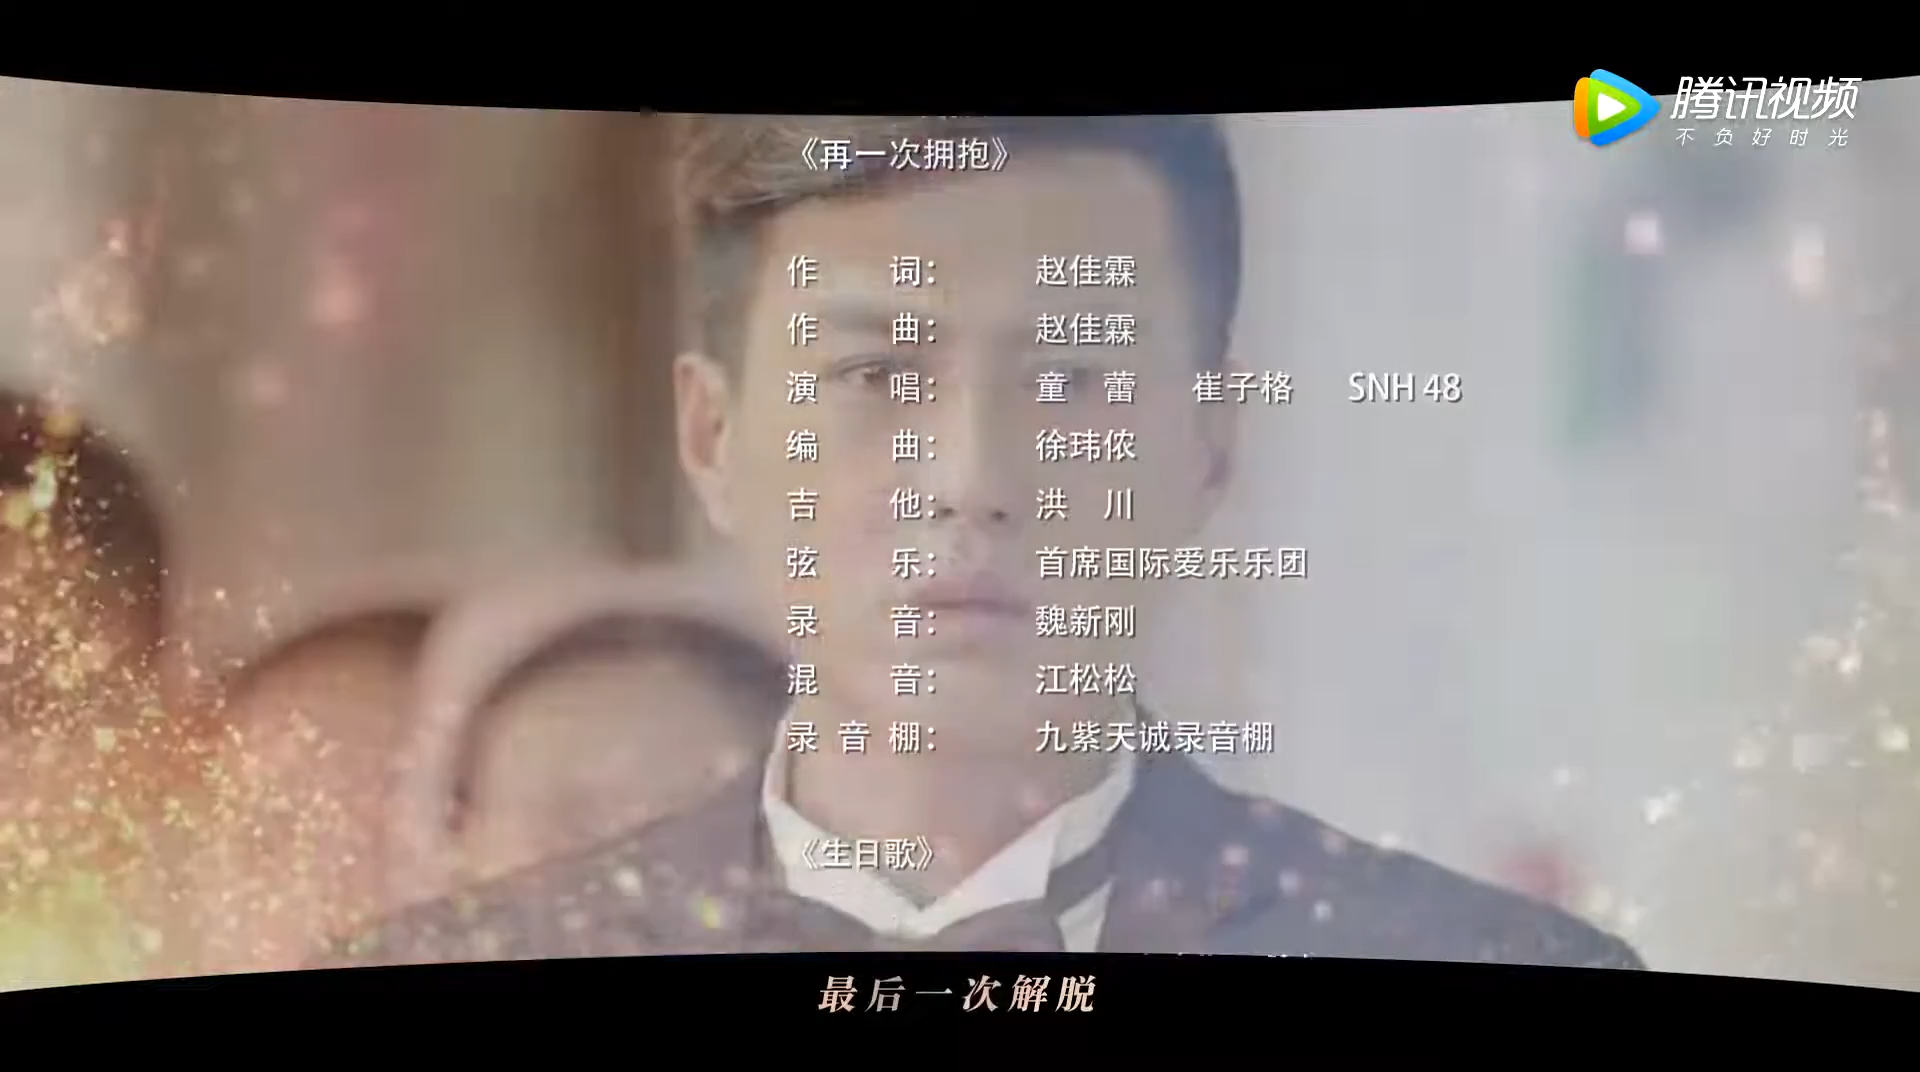 腾讯视频
不负好时光
《再一次拥抱》
作 词： 赵佳霖
作 曲： 赵佳霖
演 唱： 童 蕾 崔子格 SNH 48
编 曲： 徐玮侬
吉 他： 洪 川
弦 乐： 首席国际爱乐乐团
录 音： 魏新刚
混 音： 江松松
录 音 棚： 九紫天诚录音棚
《生日歌》
最后一次解脱